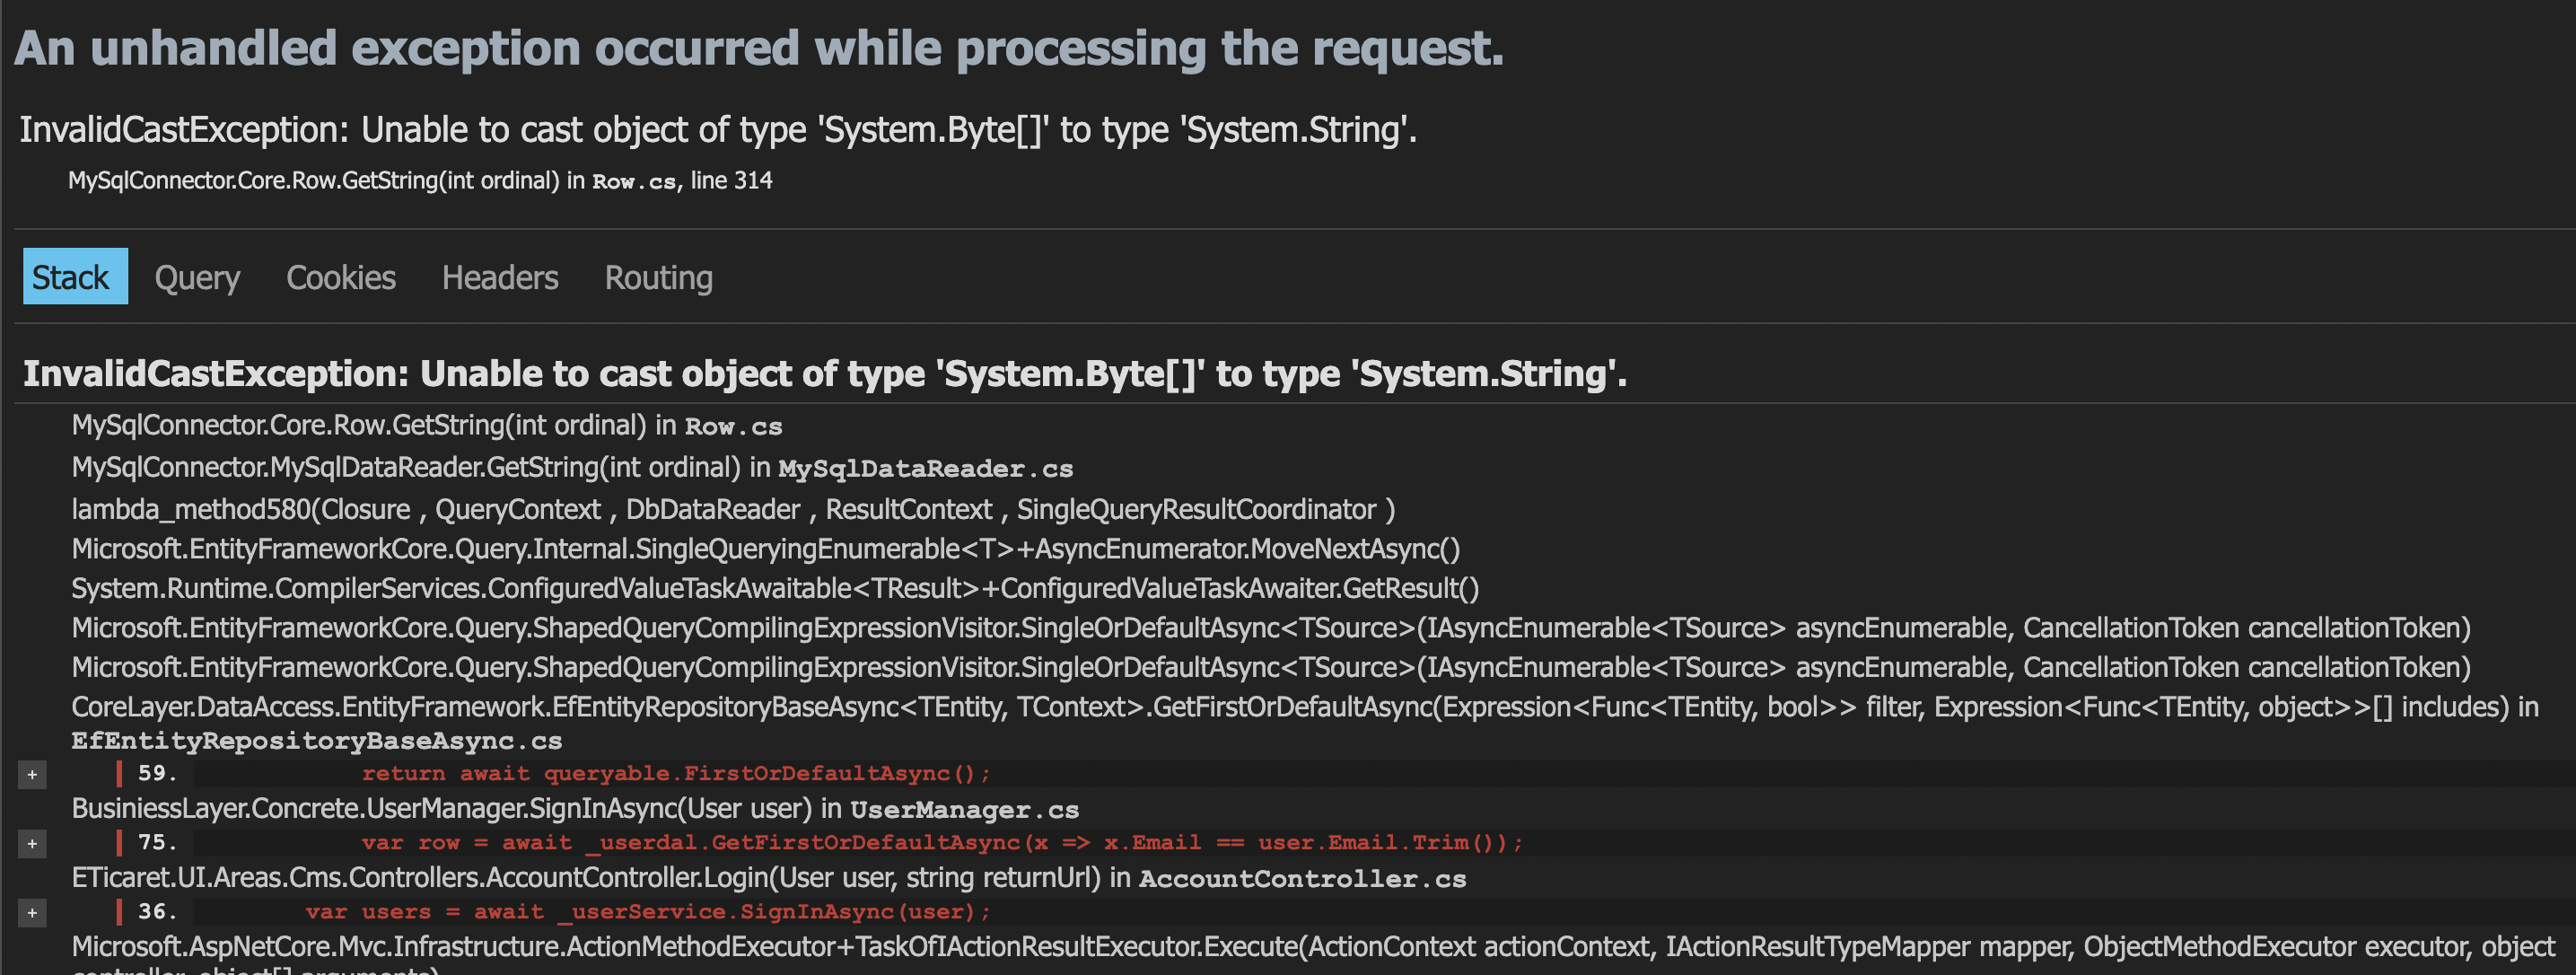 An unhandled exception occurred while processing the request.
InvalidCastException: Unable to cast object of type 'System.Byte[]' to type 'System.String'.
MySqlConnector.Core.Row.GetString(int ordinal) in Row.cs, line 314
Stack Query Cookies Headers Routing
InvalidCastException: Unable to cast object of type 'System.Byte[]' to type 'System.String'.
MySqlConnector.Core.Row.GetString(int ordinal) in Row.cs
MySqlConnector.MySqlDataReader.GetString(int ordinal) in MySqlDataReader.cs
lambda_method580(Closure , QueryContext , DbDataReader , ResultContext , SingleQueryResultCoordinator )
Microsoft.EntityFrameworkCore.Query.Internal.SingleQueryingEnumerable<T>+AsyncEnumerator.MoveNextAsync()
System.Runtime.CompilerServices.ConfiguredValueTaskAwaitable<TResult>+ConfiguredValueTaskAwaiter.GetResult()
Microsoft.EntityFrameworkCore.Query.ShapedQueryCompilingExpressionVisitor.SingleOrDefaultAsync<TSource>(IAsyncEnumerable<TSource> asyncEnumerable, CancellationToken cancellationToken)
Microsoft.EntityFrameworkCore.Query.ShapedQueryCompilingExpressionVisitor.SingleOrDefaultAsync<TSource>(IAsyncEnumerable<TSource> asyncEnumerable, CancellationToken cancellationToken)
CoreLayer.DataAccess.EntityFramework.EfEntityRepositoryBaseAsync<TEntity, TContext>.GetFirstOrDefaultAsync(Expression<Func<TEntity, bool>> filter, Expression<Func<TEntity, object>>[] includes) in
EfEntityRepositoryBaseAsync.cs
+ 59. return await queryable.FirstOrDefaultAsync();
BusiniessLayer.Concrete.UserManager.SignInAsync(User user) in UserManager.cs
+ 75. var row = await _userdal.GetFirstOrDefaultAsync(x => x.Email == user.Email.Trim());
ETicaret.UI.Areas.Cms.Controllers.AccountController.Login(User user, string returnUrl) in AccountController.cs
+ 36. var users = await _userService.SignInAsync(user);
Microsoft.AspNetCore.Mvc.Infrastructure.ActionMethodExecutor+TaskOfIActionResultExecutor.Execute(ActionContext actionContext, IActionResultTypeMapper mapper, ObjectMethodExecutor executor, object
controller, object[] arguments)